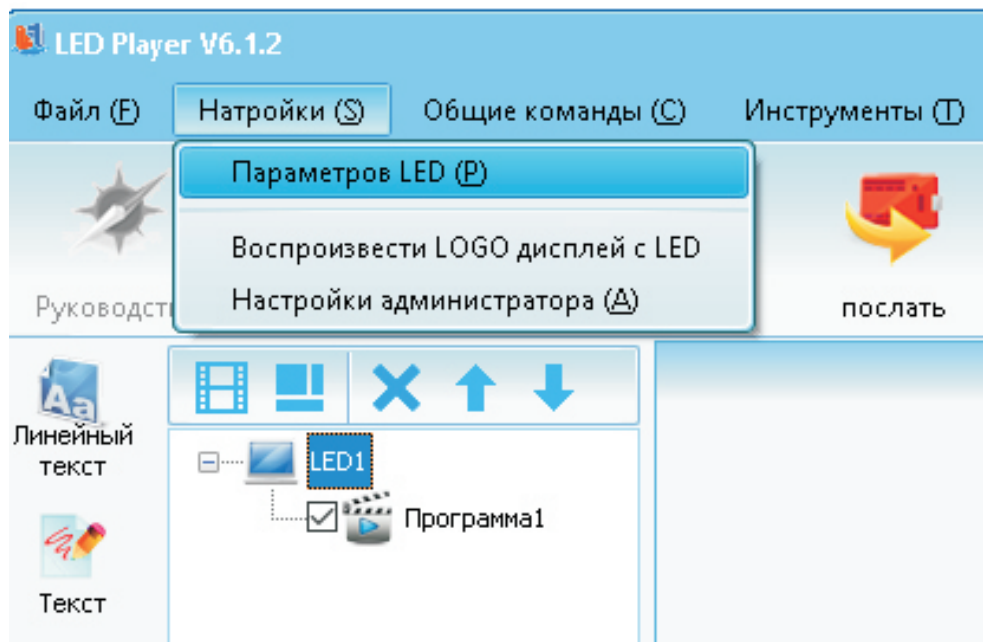 LED Player V6.1.2
Файл (F) Натройки (S) Общие команды (C) Инструменты (T)
Параметров LED (P)
Воспроизвести LOGO дисплей с LED
Настройки администратора (A)
Руководст
послать
Линейный
текст
LED1
Программа1
Текст